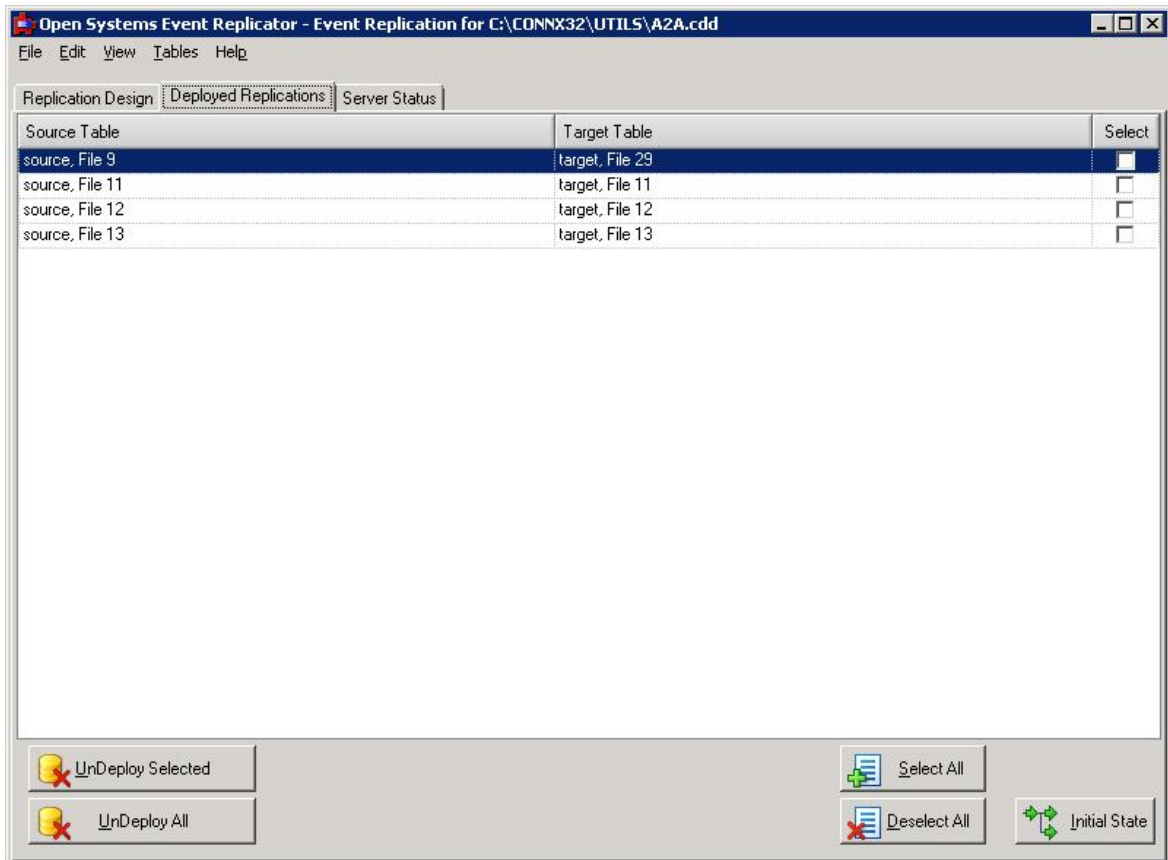 Open Systems Event Replicator - Event Replication for C:\CONNX32\UTILS\A2A.cdd
File Edit View Tables Help
Replication Design Deployed Replications Server Status
Source Table Target Table Select
source, File 9 target, File 29
source, File 11 target, File 11
source, File 12 target, File 12
source, File 13 target, File 13
UnDeploy Selected Select All
UnDeploy All Deselect All Initial State